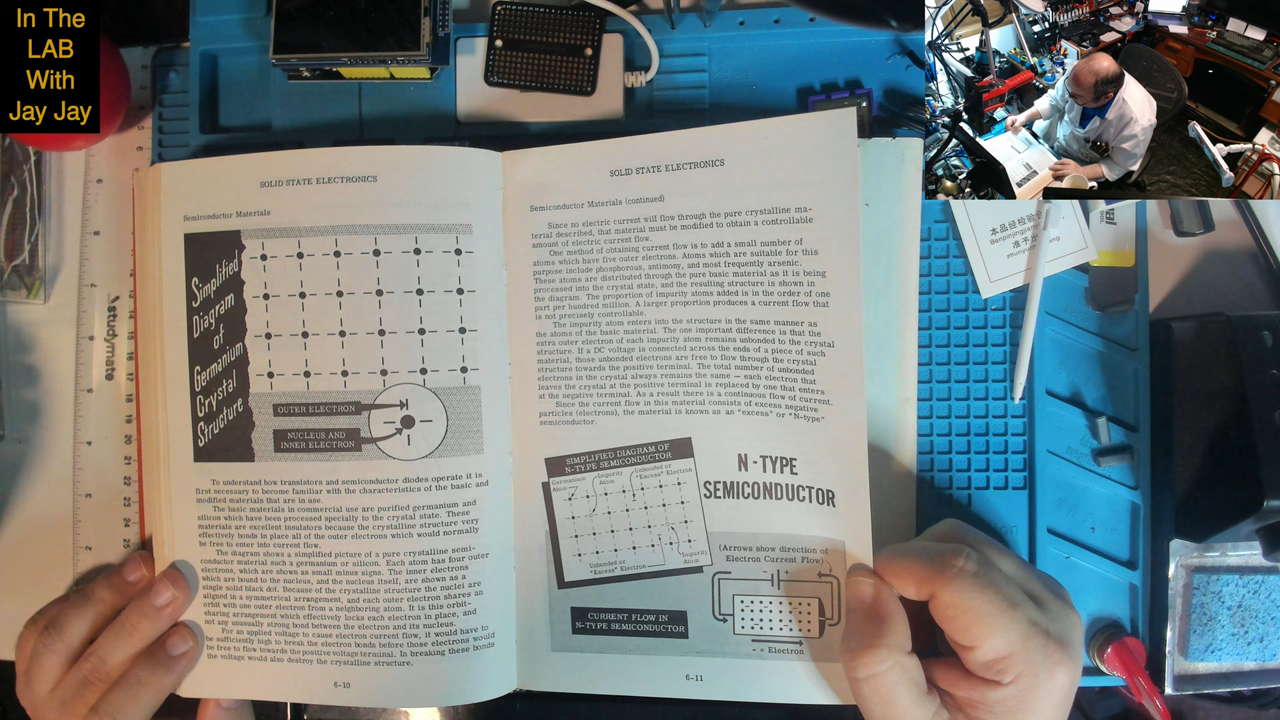 In The
LAB
With
Jay Jay
SOLID STATE ELECTRONICS
Semiconductor Materials
Simplified
Diagram
of
Germanium
Crystal
Structure
OUTER ELECTRON
NUCLEUS AND
INNER ELECTRON
To understand how transistors and semiconductor diodes operate it is
first necessary to become familiar with the characteristics of the basic and
modified materials that are in use.
The basic materials in commercial use are purified germanium and
silicon which have been processed specially to the crystal state. These
materials are excellent insulators because the crystalline structure very
effectively bonds in place all of the outer electrons which would normally
be free to enter into current flow.
The diagram shows a simplified picture of a pure crystalline semi-
conductor material such a germanium or silicon. Each atom has four outer
electrons, which are shown as small minus signs. The inner electrons
which are bound to the nucleus, and the nucleus itself, are shown as a
single solid black dot. Because of the crystalline structure the nuclei are
aligned in a symmetrical arrangement, and each outer electron shares an
orbit with one outer electron from a neighboring atom. It is this orbit-
sharing arrangement which effectively locks each electron in place, and
not any unusually strong bond between the electron and its nucleus.
For an applied voltage to cause electron current flow, it would have to
be sufficiently high to break the electron bonds before those electrons would
be free to flow towards the positive voltage terminal. In breaking these bonds
the voltage would also destroy the crystalline structure.
6-10
SOLID STATE ELECTRONICS
Semiconductor Materials (continued)
Since no electric current will flow through the pure crystalline ma-
terial described, that material must be modified to obtain a controllable
amount of electric current flow.
One method of obtaining current flow is to add a small number of
atoms which have five outer electrons. Atoms which are suitable for this
purpose include phosphorous, antimony, and most frequently arsenic.
These atoms are distributed through the pure basic material as it is being
processed into the crystal state, and the resulting structure is shown in
the diagram. The proportion of impurity atoms added is in the order of one
part per hundred million. A larger proportion produces a current flow that
is not precisely controllable.
The impurity atom enters into the structure in the same manner as
the atoms of the basic material. The one important difference is that the
extra outer electron of each impurity atom remains unbonded to the crystal
structure. If a DC voltage is connected across the ends of a piece of such
material, those unbonded electrons are free to flow through the crystal
structure towards the positive terminal. The total number of unbonded
electrons in the crystal always remains the same — each electron that
leaves the crystal at the positive terminal is replaced by one that enters
at the negative terminal. As a result there is a continuous flow of current.
Since the current flow in this material consists of excess negative
particles (electrons), the material is known as an "excess" or "N-type"
semiconductor.
SIMPLIFIED DIAGRAM OF
N-TYPE SEMICONDUCTOR
Germanium
Atom
Impurity
Atom
Unbonded or
"Excess" Electron
Impurity
Atom
Unbonded or
"Excess" Electron
N-TYPE
SEMICONDUCTOR
(Arrows show direction of
Electron Current Flow)
CURRENT FLOW IN
N-TYPE SEMICONDUCTOR
- = Electron
6-11
studymate
本品经检验
准予出